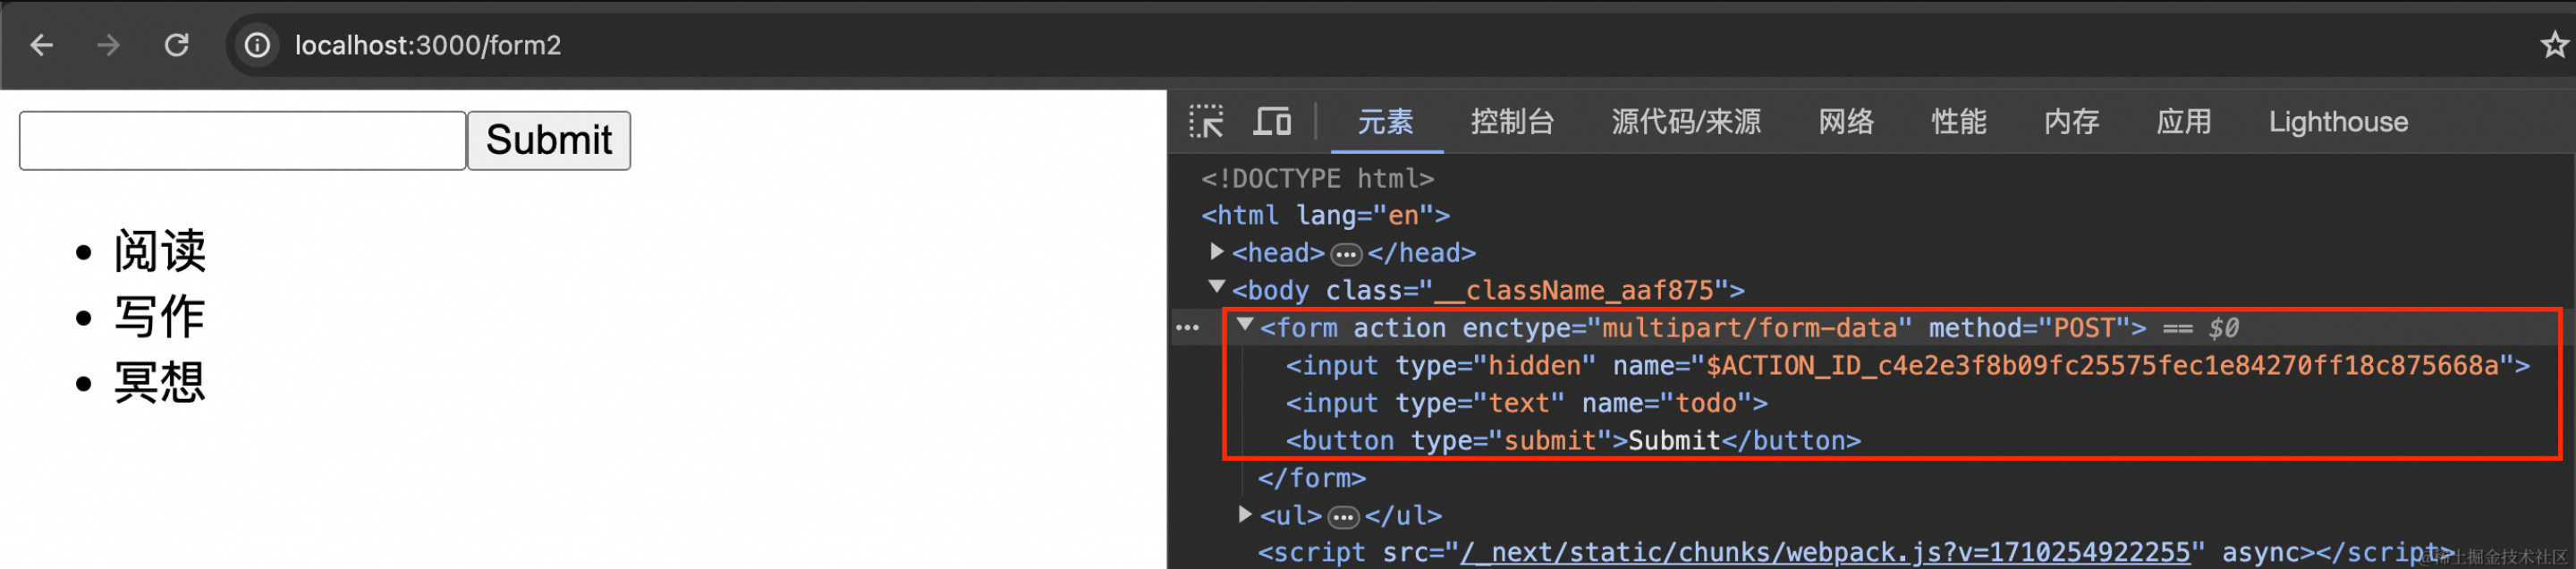 localhost:3000/form2
Submit
阅读
写作
冥想
元素 控制台 源代码/来源 网络 性能 内存 应用 Lighthouse
<!DOCTYPE html>
<html lang="en">
<head>…</head>
<body class="__className_aaf875">
<form action enctype="multipart/form-data" method="POST"> == $0
<input type="hidden" name="$ACTION_ID_c4e2e3f8b09fc25575fec1e84270ff18c875668a">
<input type="text" name="todo">
<button type="submit">Submit</button>
</form>
<ul>…</ul>
<script src="/_next/static/chunks/webpack.js?v=1710254922255" async></script>
@稀土掘金技术社区